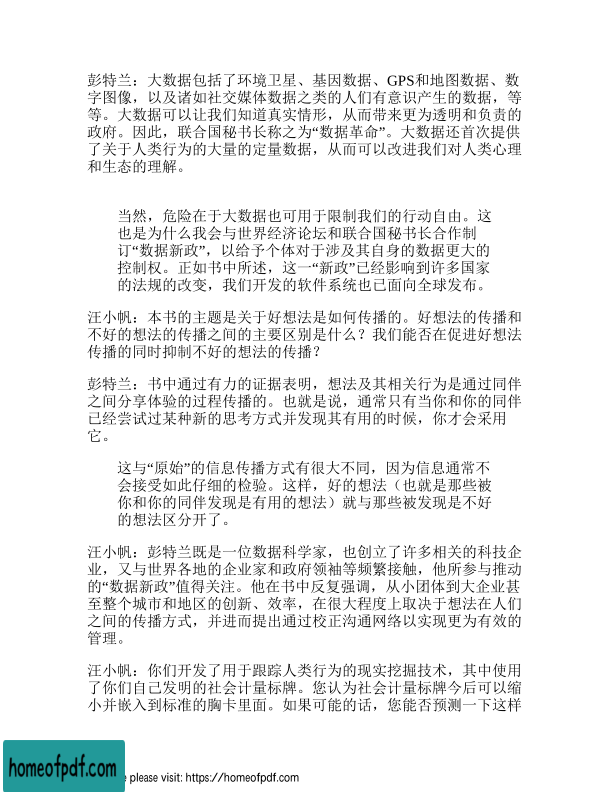 彭特兰：大数据包括了环境卫星、基因数据、GPS和地图数据、数
字图像，以及诸如社交媒体数据之类的人们有意识产生的数据，等
等。大数据可以让我们知道真实情形，从而带来更为透明和负责的
政府。因此，联合国秘书长称之为“数据革命”。大数据还首次提供
了关于人类行为的大量的定量数据，从而可以改进我们对人类心理
和生态的理解。
当然，危险在于大数据也可用于限制我们的行动自由。这
也是为什么我会与世界经济论坛和联合国秘书长合作制
订“数据新政”，以给予个体对于涉及其自身的数据更大的
控制权。正如书中所述，这一“新政”已经影响到许多国家
的法规的改变，我们开发的软件系统也已面向全球发布。
汪小帆：本书的主题是关于好想法是如何传播的。好想法的传播和
不好的想法的传播之间的主要区别是什么？我们能否在促进好想法
传播的同时抑制不好的想法的传播？
彭特兰：书中通过有力的证据表明，想法及其相关行为是通过同伴
之间分享体验的过程传播的。也就是说，通常只有当你和你的同伴
已经尝试过某种新的思考方式并发现其有用的时候，你才会采用
它。
这与“原始”的信息传播方式有很大不同，因为信息通常不
会接受如此仔细的检验。这样，好的想法（也就是那些被
你和你的同伴发现是有用的想法）就与那些被发现是不好
的想法区分开了。
汪小帆：彭特兰既是一位数据科学家，也创立了许多相关的科技企
业，又与世界各地的企业家和政府领袖等频繁接触，他所参与推动
的“数据新政”值得关注。他在书中反复强调，从小团体到大企业甚
至整个城市和地区的创新、效率，在很大程度上取决于想法在人们
之间的传播方式，并进而提出通过校正沟通网络以实现更为有效的
管理。
汪小帆：你们开发了用于跟踪人类行为的现实挖掘技术，其中使用
了你们自己发明的社会计量标牌。您认为社会计量标牌今后可以缩
小并嵌入到标准的胸卡里面。如果可能的话，您能否预测一下这样
homeofpdf.com
please visit: https://homeofpdf.com